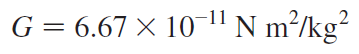 G = 6.67 × 10⁻¹¹ N m²/kg²